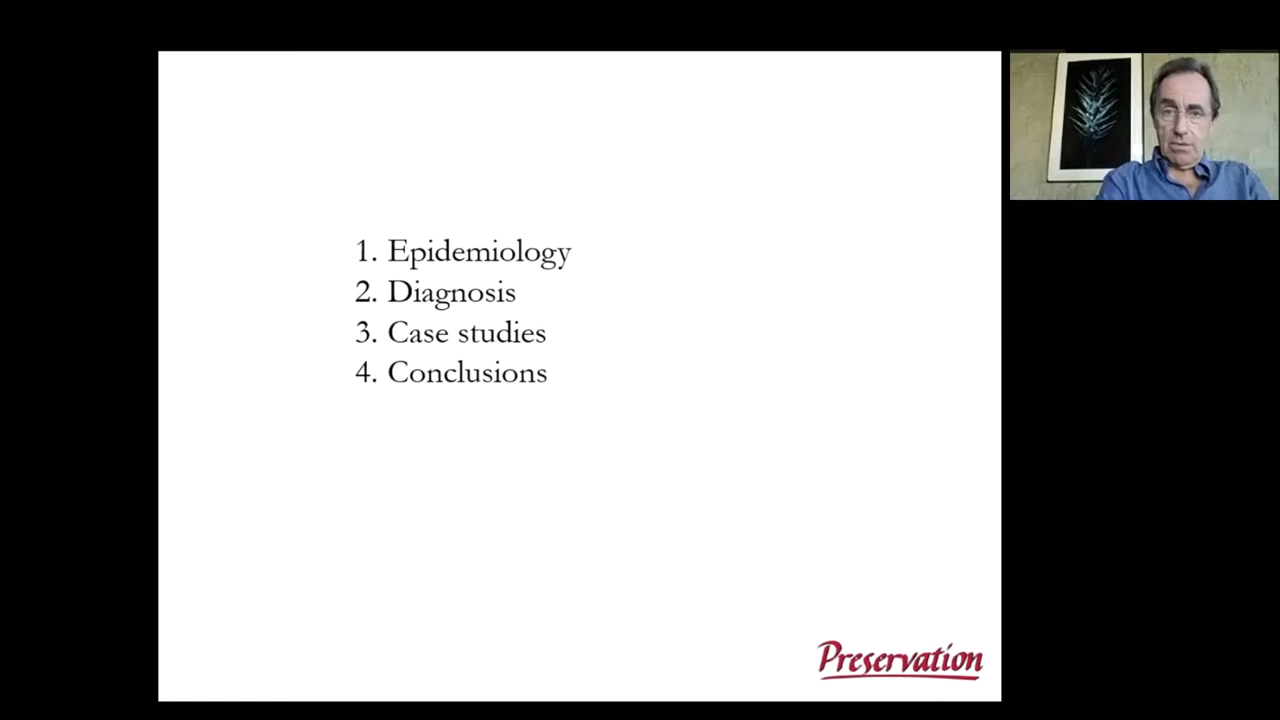 1. Epidemiology
2. Diagnosis
3. Case studies
4. Conclusions
Preservation